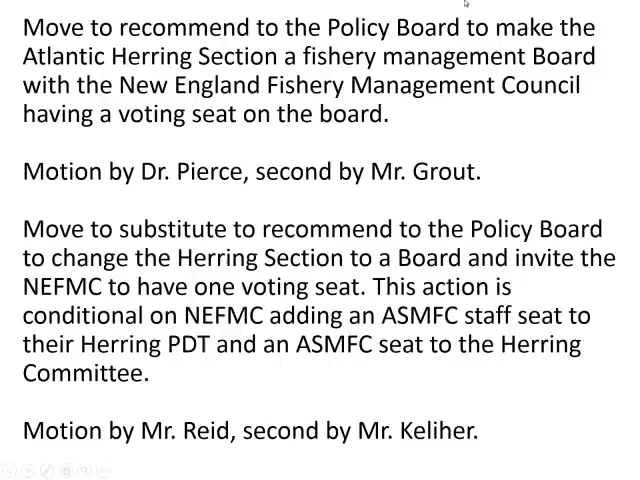 Move to recommend to the Policy Board to make the
Atlantic Herring Section a fishery management Board
with the New England Fishery Management Council
having a voting seat on the board.
Motion by Dr. Pierce, second by Mr. Grout.
Move to substitute to recommend to the Policy Board
to change the Herring Section to a Board and invite the
NEFMC to have one voting seat. This action is
conditional on NEFMC adding an ASMFC staff seat to
their Herring PDT and an ASMFC seat to the Herring
Committee.
Motion by Mr. Reid, second by Mr. Keliher.